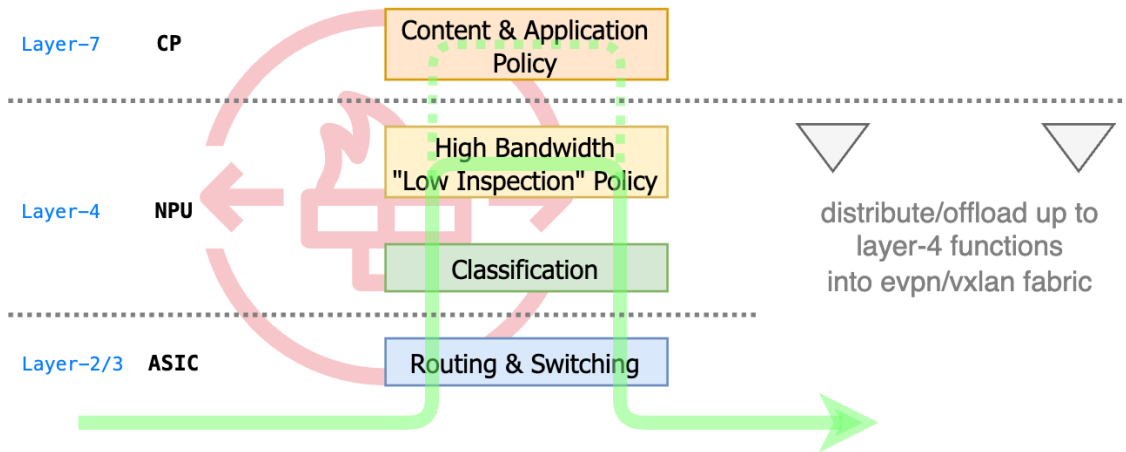 Layer-7 CP Content & Application
Policy
High Bandwidth
"Low Inspection" Policy
Layer-4 NPU
distribute/offload up to
layer-4 functions
into evpn/vxlan fabric
Classification
Layer-2/3 ASIC Routing & Switching